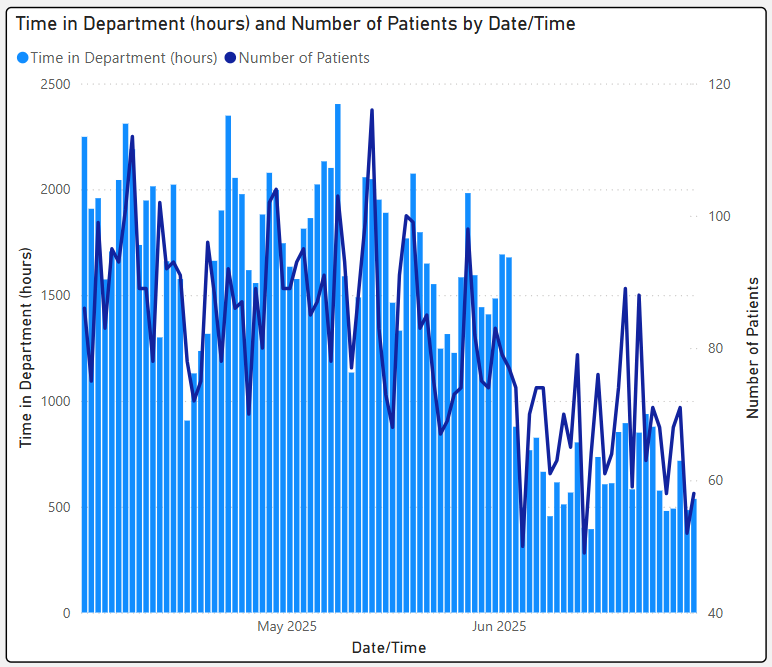 Time in Department (hours) and Number of Patients by Date/Time
Time in Department (hours) Number of Patients
2500
2000
1500
1000
500
0
Time in Department (hours)
120
100
80
60
40
Number of Patients
May 2025 Jun 2025
Date/Time